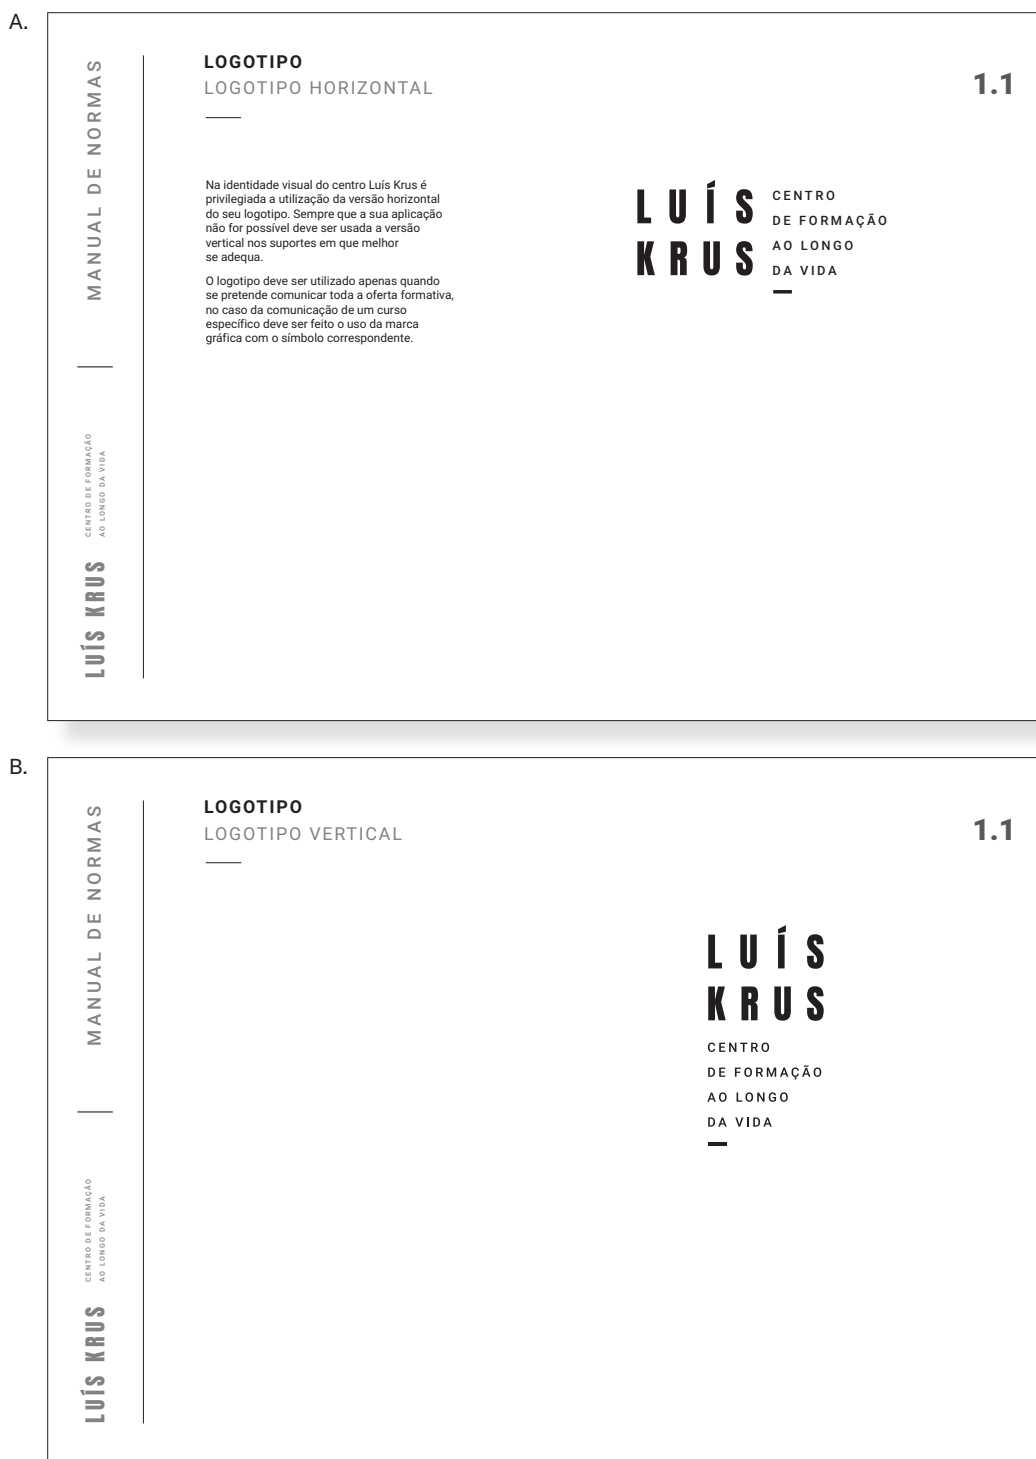 A.
MANUAL DE NORMAS
CENTRO DE FORMAÇÃO
AO LONGO DA VIDA
LUÍS KRUS
LOGOTIPO
LOGOTIPO HORIZONTAL
1.1
Na identidade visual do centro Luís Krus é
privilegiada a utilização da versão horizontal
do seu logotipo. Sempre que a sua aplicação
não for possível deve ser usada a versão
vertical nos suportes em que melhor
se adequa.
O logotipo deve ser utilizado apenas quando
se pretende comunicar toda a oferta formativa,
no caso da comunicação de um curso
específico deve ser feito o uso da marca
gráfica com o símbolo correspondente.
LUÍS
KRUS
CENTRO
DE FORMAÇÃO
AO LONGO
DA VIDA
B.
MANUAL DE NORMAS
CENTRO DE FORMAÇÃO
AO LONGO DA VIDA
LUÍS KRUS
LOGOTIPO
LOGOTIPO VERTICAL
1.1
LUÍS
KRUS
CENTRO
DE FORMAÇÃO
AO LONGO
DA VIDA